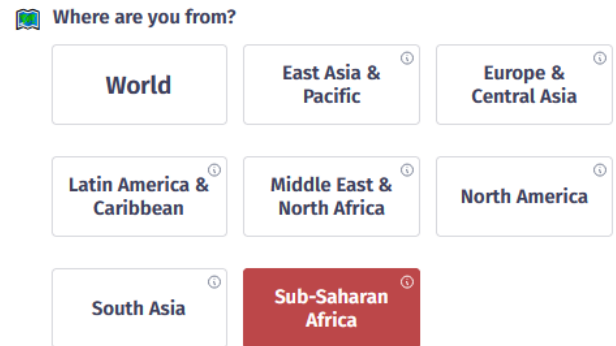 Where are you from?
World
East Asia &
Pacific
Europe &
Central Asia
Latin America &
Caribbean
Middle East &
North Africa
North America
South Asia
Sub-Saharan
Africa